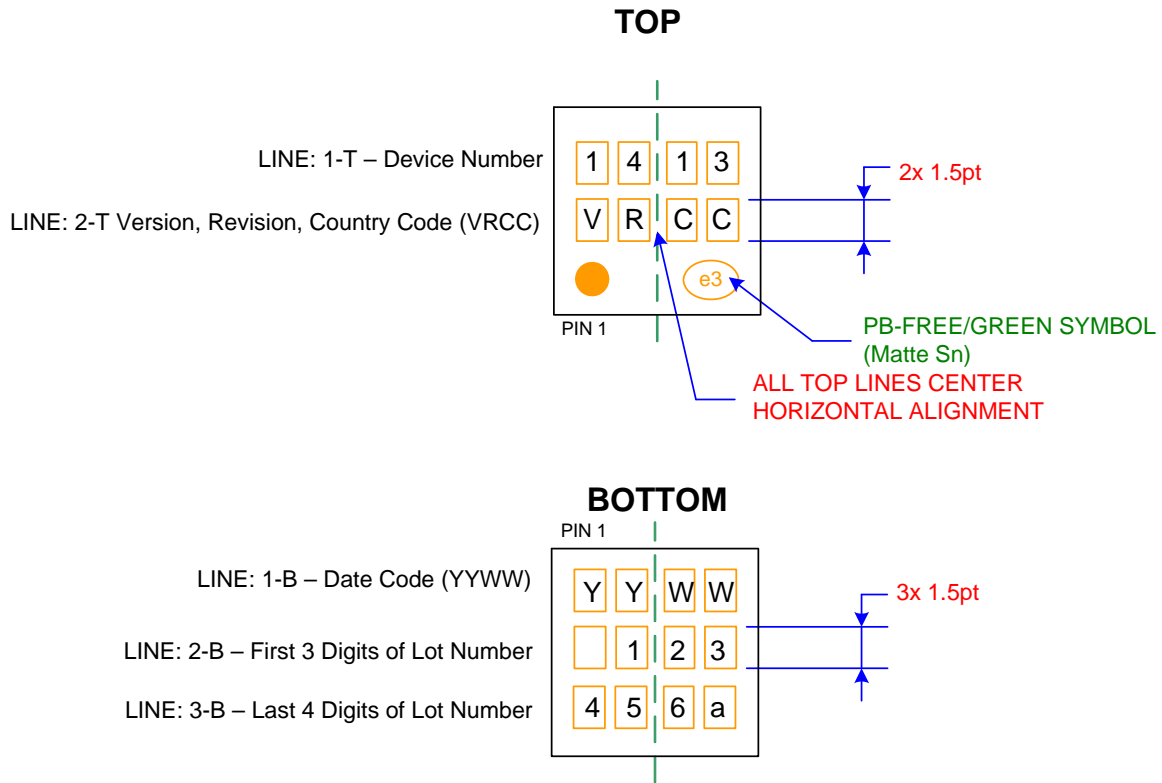 TOP
LINE: 1-T – Device Number
1 4 1 3
2x 1.5pt
LINE: 2-T Version, Revision, Country Code (VRCC)
V R C C
e3
PIN 1
PB-FREE/GREEN SYMBOL
(Matte Sn)
ALL TOP LINES CENTER
HORIZONTAL ALIGNMENT
BOTTOM
PIN 1
LINE: 1-B – Date Code (YYWW)
Y Y W W
3x 1.5pt
LINE: 2-B – First 3 Digits of Lot Number
1 2 3
LINE: 3-B – Last 4 Digits of Lot Number
4 5 6 a